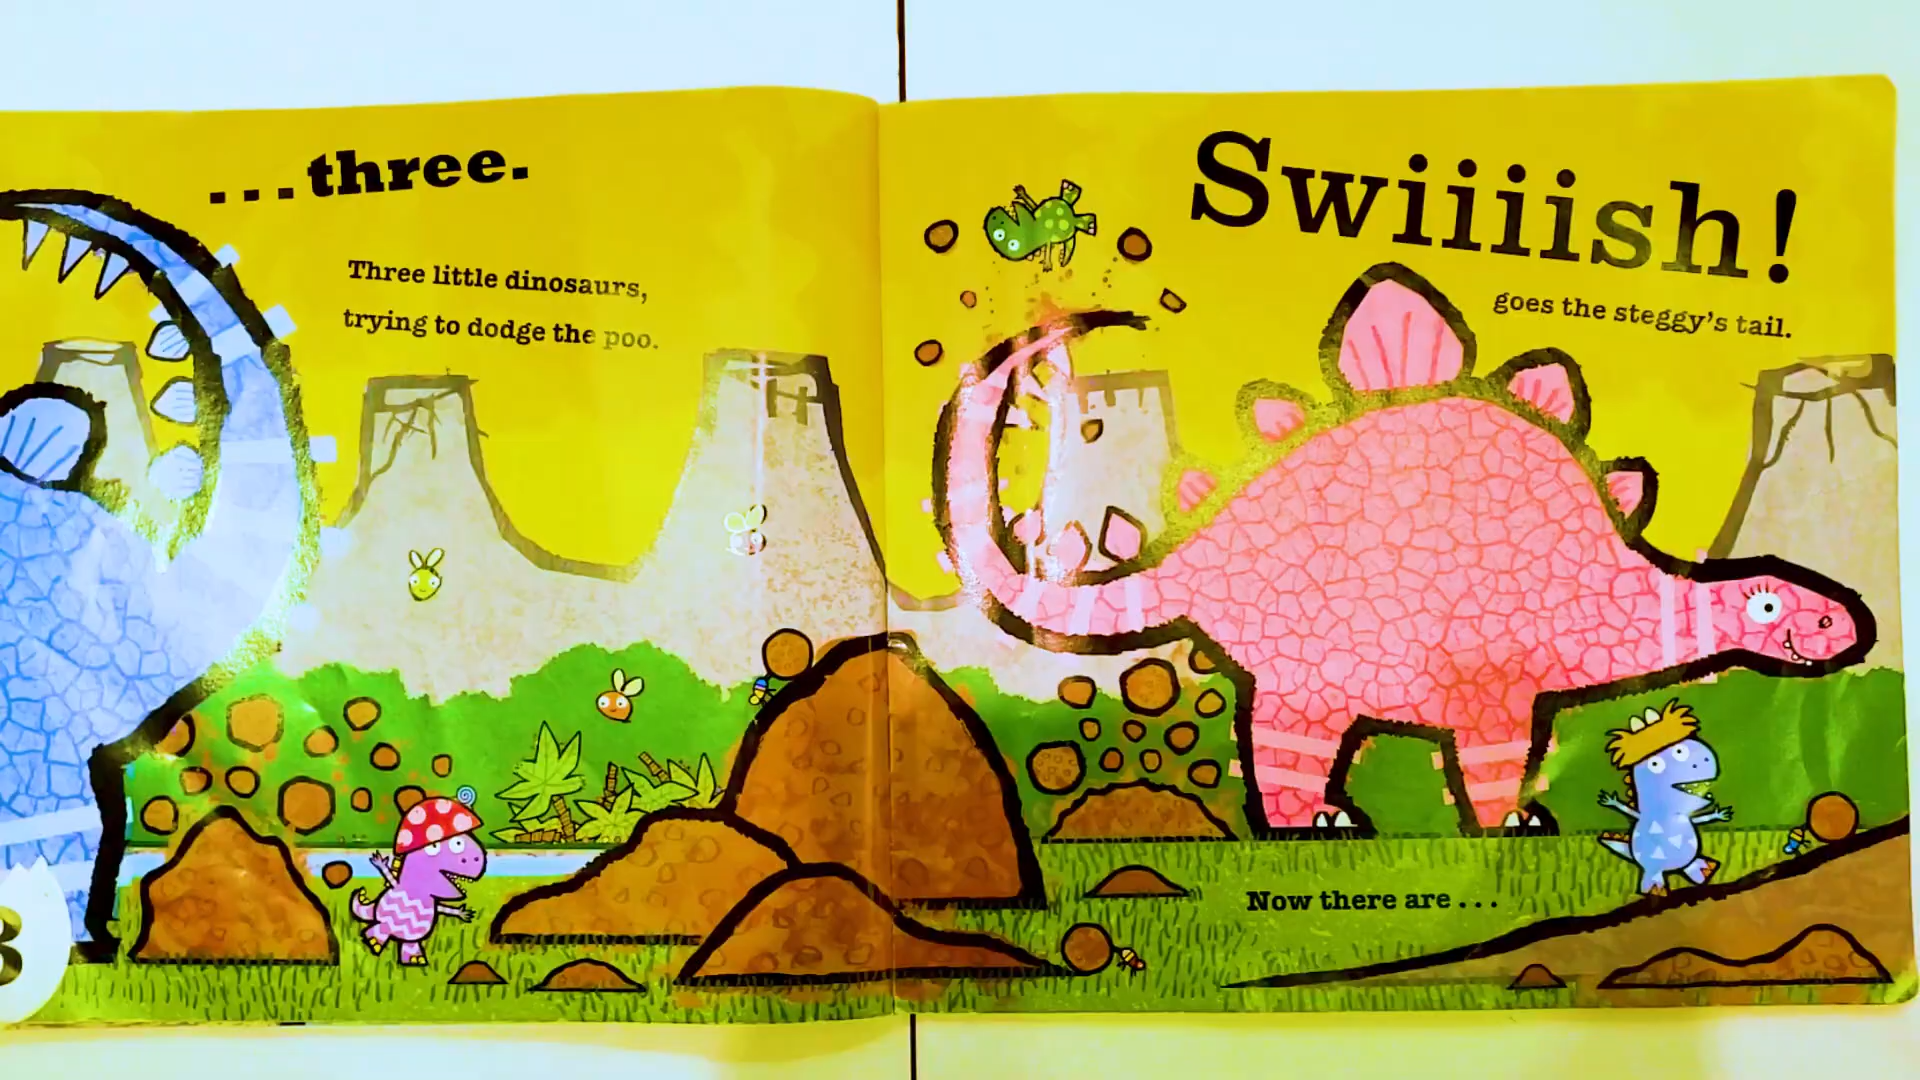 ...three.
Three little dinosaurs,
trying to dodge the poo.
3
Swiiiish!
goes the steggy's tail.
Now there are...